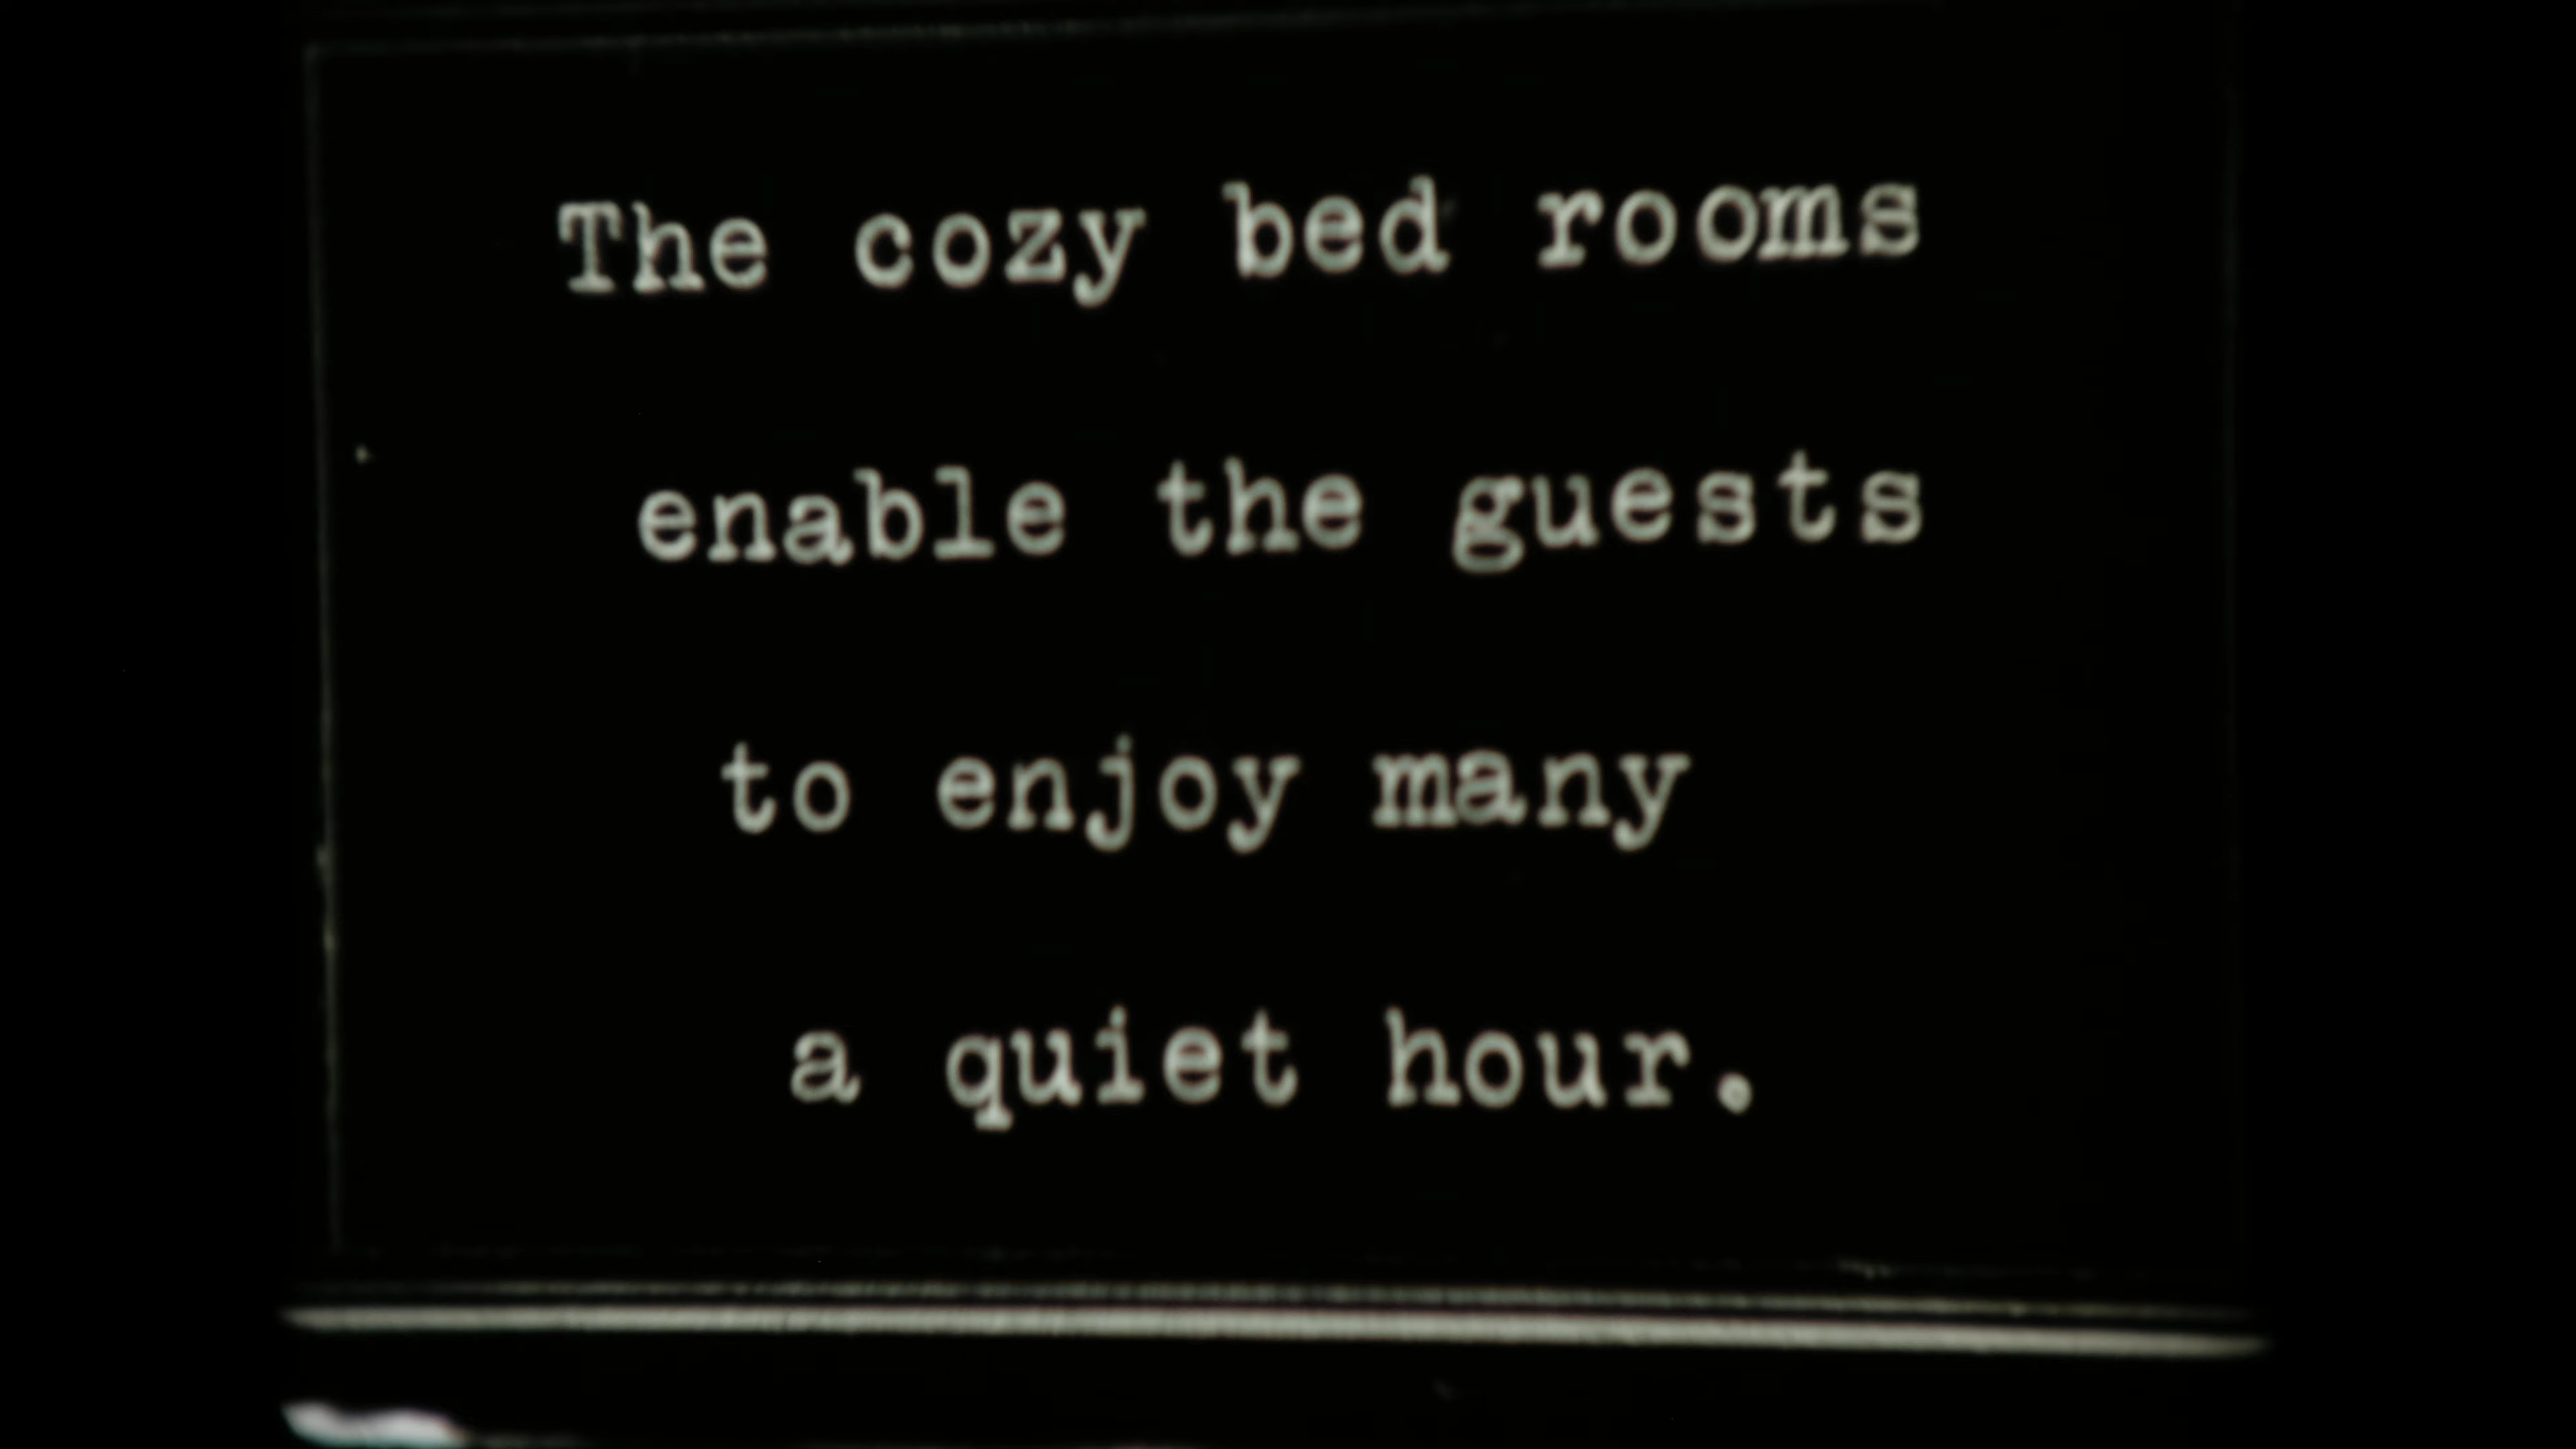 The cozy bed rooms
enable the guests
to enjoy many
a quiet hour.